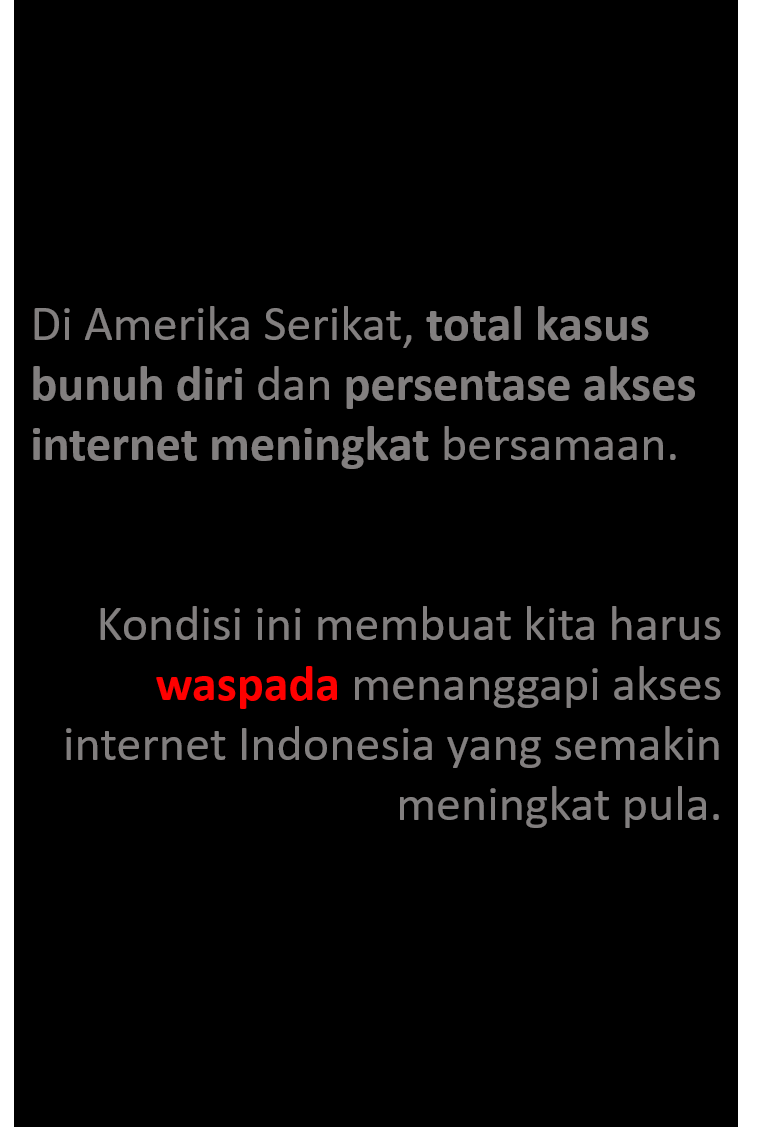 Di Amerika Serikat, total kasus
bunuh diri dan persentase akses
internet meningkat bersamaan.
Kondisi ini membuat kita harus
waspada menanggapi akses
internet Indonesia yang semakin
meningkat pula.